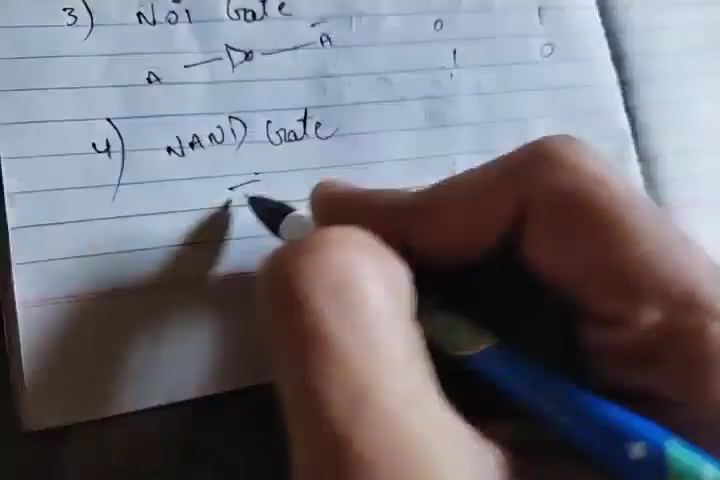 3) NOT Gate 0 1
A Ā 1 0
4) NAND Gate